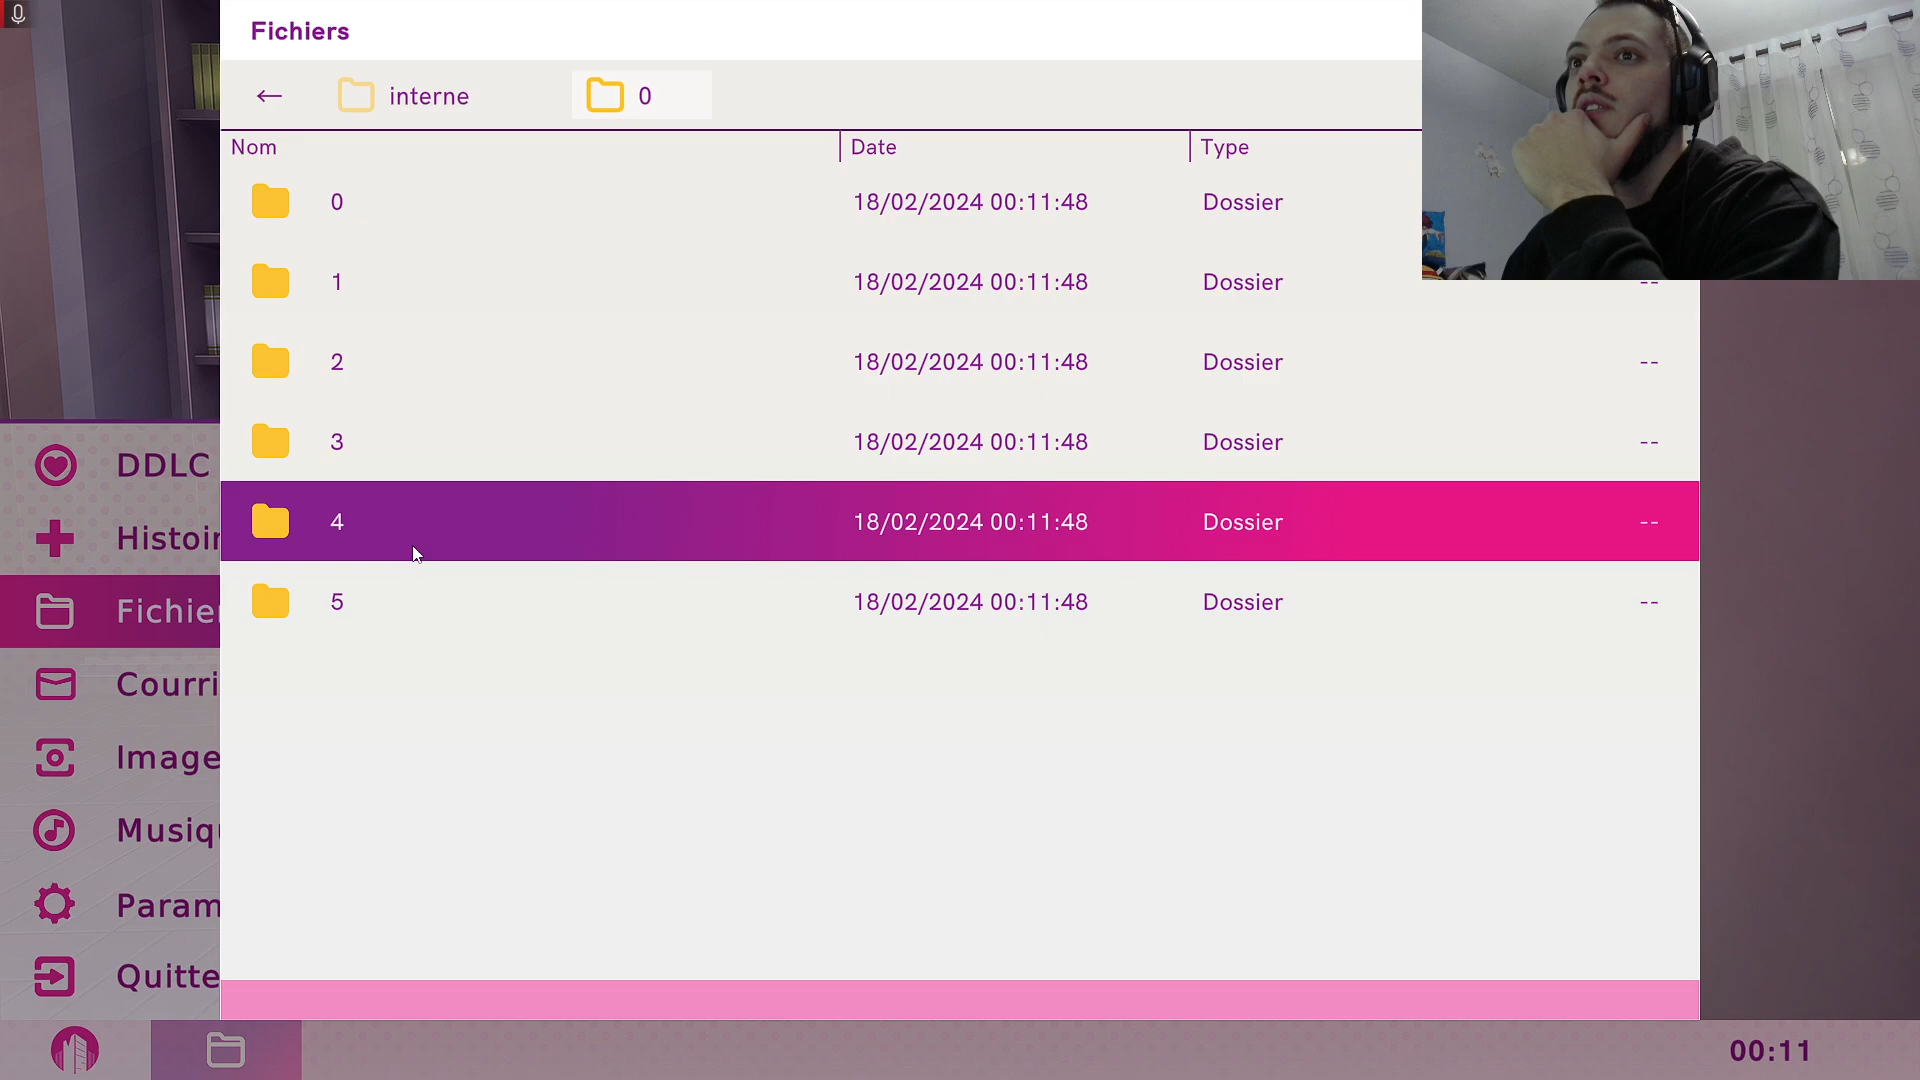 Fichiers
← interne 0
Nom Date Type
0 18/02/2024 00:11:48 Dossier
1 18/02/2024 00:11:48 Dossier --
2 18/02/2024 00:11:48 Dossier --
3 18/02/2024 00:11:48 Dossier --
4 18/02/2024 00:11:48 Dossier --
5 18/02/2024 00:11:48 Dossier --
DDLC
Histoir
Fichier
Courri
Image
Musiqu
Param
Quitte
00:11